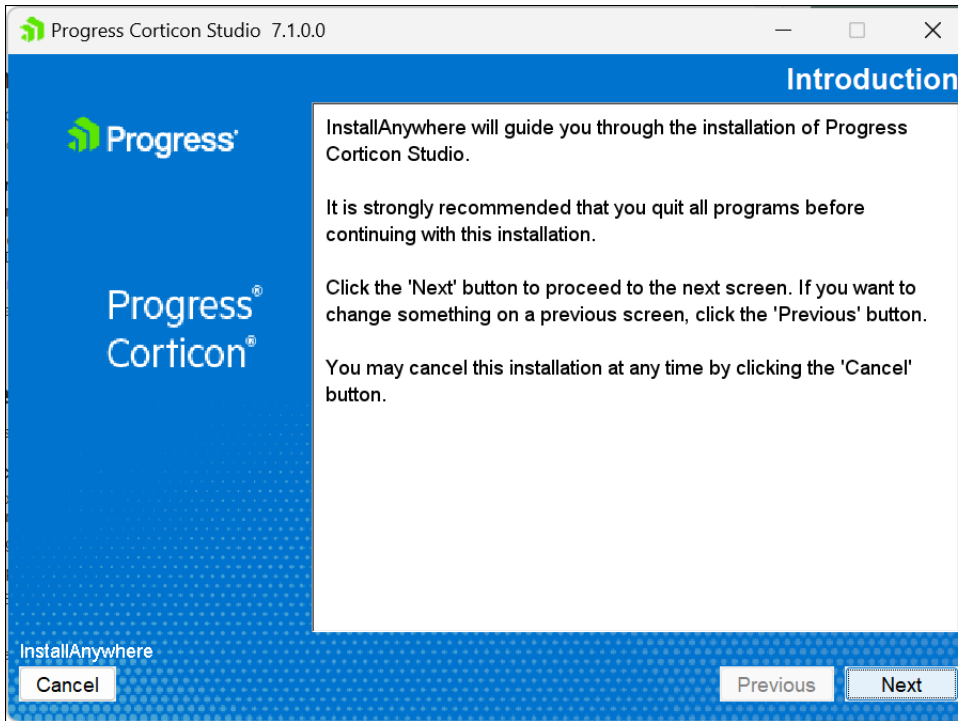 Progress Corticon Studio 7.1.0.0
Introduction
Progress
Progress®
Corticon®
InstallAnywhere will guide you through the installation of Progress
Corticon Studio.
It is strongly recommended that you quit all programs before
continuing with this installation.
Click the 'Next' button to proceed to the next screen. If you want to
change something on a previous screen, click the 'Previous' button.
You may cancel this installation at any time by clicking the 'Cancel'
button.
InstallAnywhere
Cancel
Previous
Next